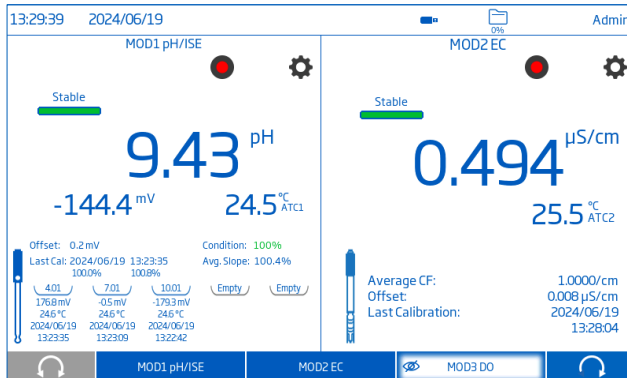 13:29:39 2024/06/19 0% Admin
MOD1 pH/ISE
Stable
9.43 pH
-144.4 mV 24.5 °C ATC1
Offset: 0.2 mV Condition: 100%
Last Cal: 2024/06/19 13:23:35 Avg. Slope: 100.4%
100.0% 100.8%
4.01 7.01 10.01 Empty Empty
176.8 mV -0.5 mV -179.3 mV
24.6 °C 24.6 °C 24.6 °C
2024/06/19 2024/06/19 2024/06/19
13:23:35 13:23:09 13:22:42
MOD2 EC
Stable
0.494 µS/cm
25.5 °C ATC2
Average CF: 1.0000/cm
Offset: 0.008 µS/cm
Last Calibration: 2024/06/19
13:28:04
MOD1 pH/ISE MOD2 EC MOD3 DO